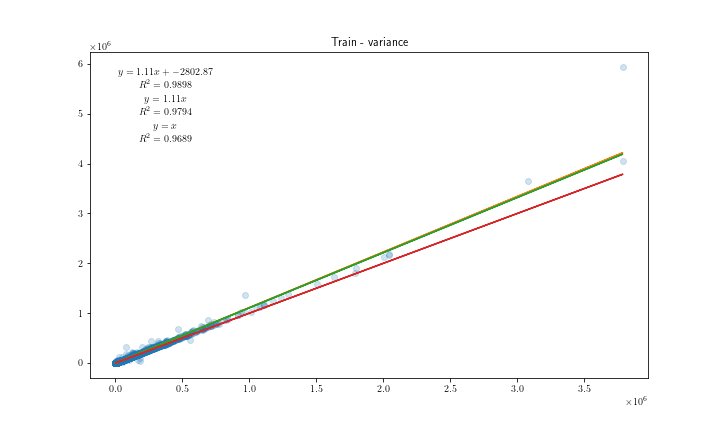 Train - variance
×10⁶
y = 1.11x + −2802.87
R² = 0.9898
y = 1.11x
R² = 0.9794
y = x
R² = 0.9689
6
5
4
3
2
1
0
0.0 0.5 1.0 1.5 2.0 2.5 3.0 3.5
×10⁶